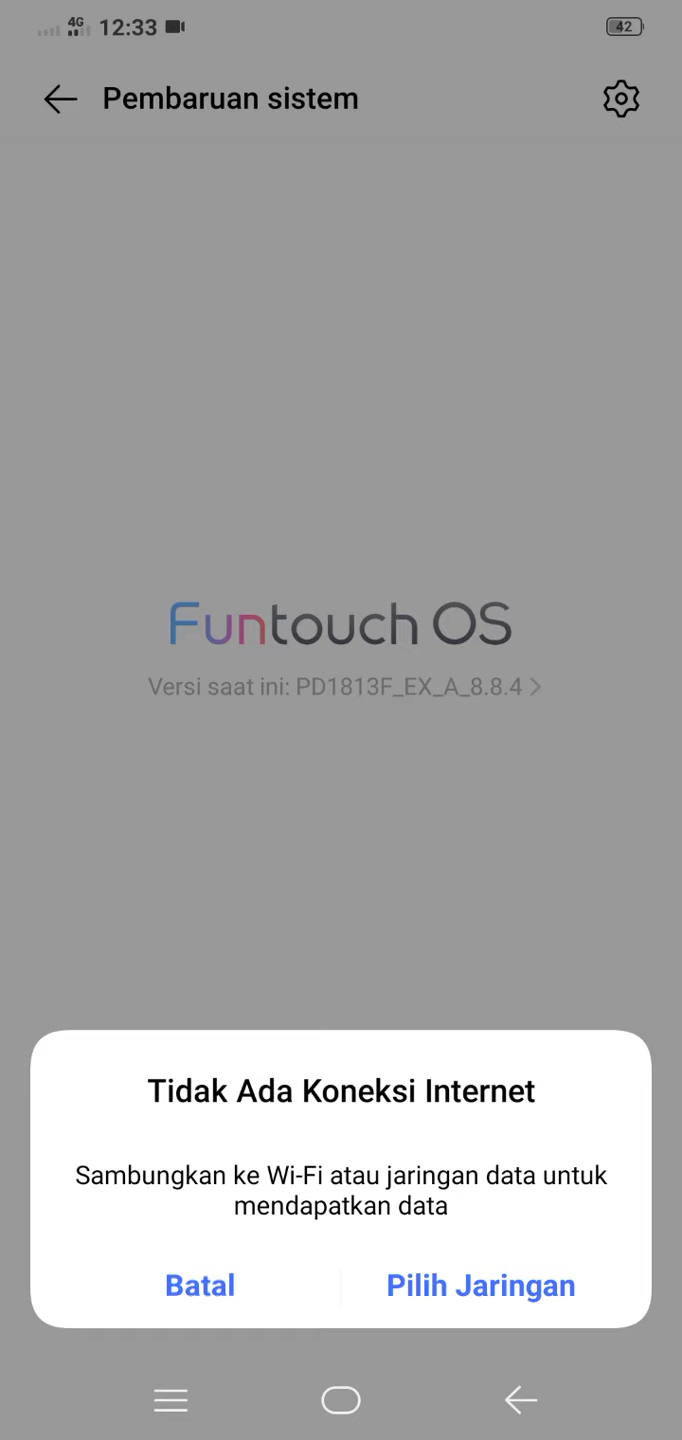 4G 12:33 42
Pembaruan sistem
Funtouch OS
Versi saat ini: PD1813F_EX_A_8.8.4
Tidak Ada Koneksi Internet
Sambungkan ke Wi-Fi atau jaringan data untuk
mendapatkan data
Batal Pilih Jaringan